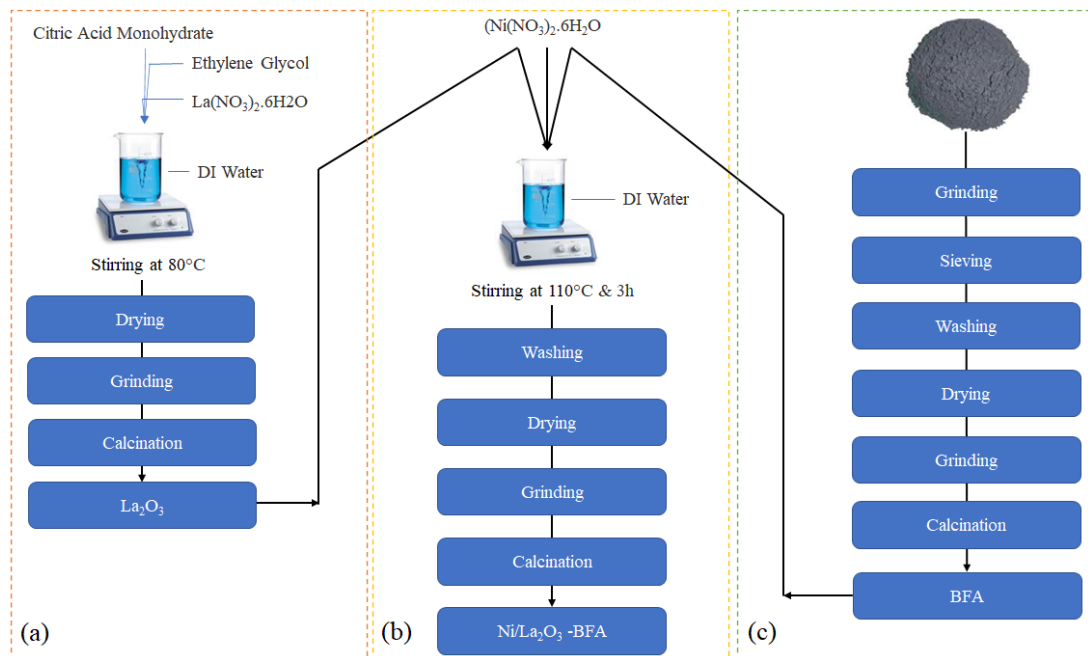 Citric Acid Monohydrate
Ethylene Glycol
La(NO₃)₂.6H2O
DI Water
Stirring at 80°C
Drying
Grinding
Calcination
La₂O₃
(a)
(Ni(NO₃)₂.6H₂O
DI Water
Stirring at 110°C & 3h
Washing
Drying
Grinding
Calcination
Ni/La₂O₃ -BFA
(b)
Grinding
Sieving
Washing
Drying
Grinding
Calcination
BFA
(c)